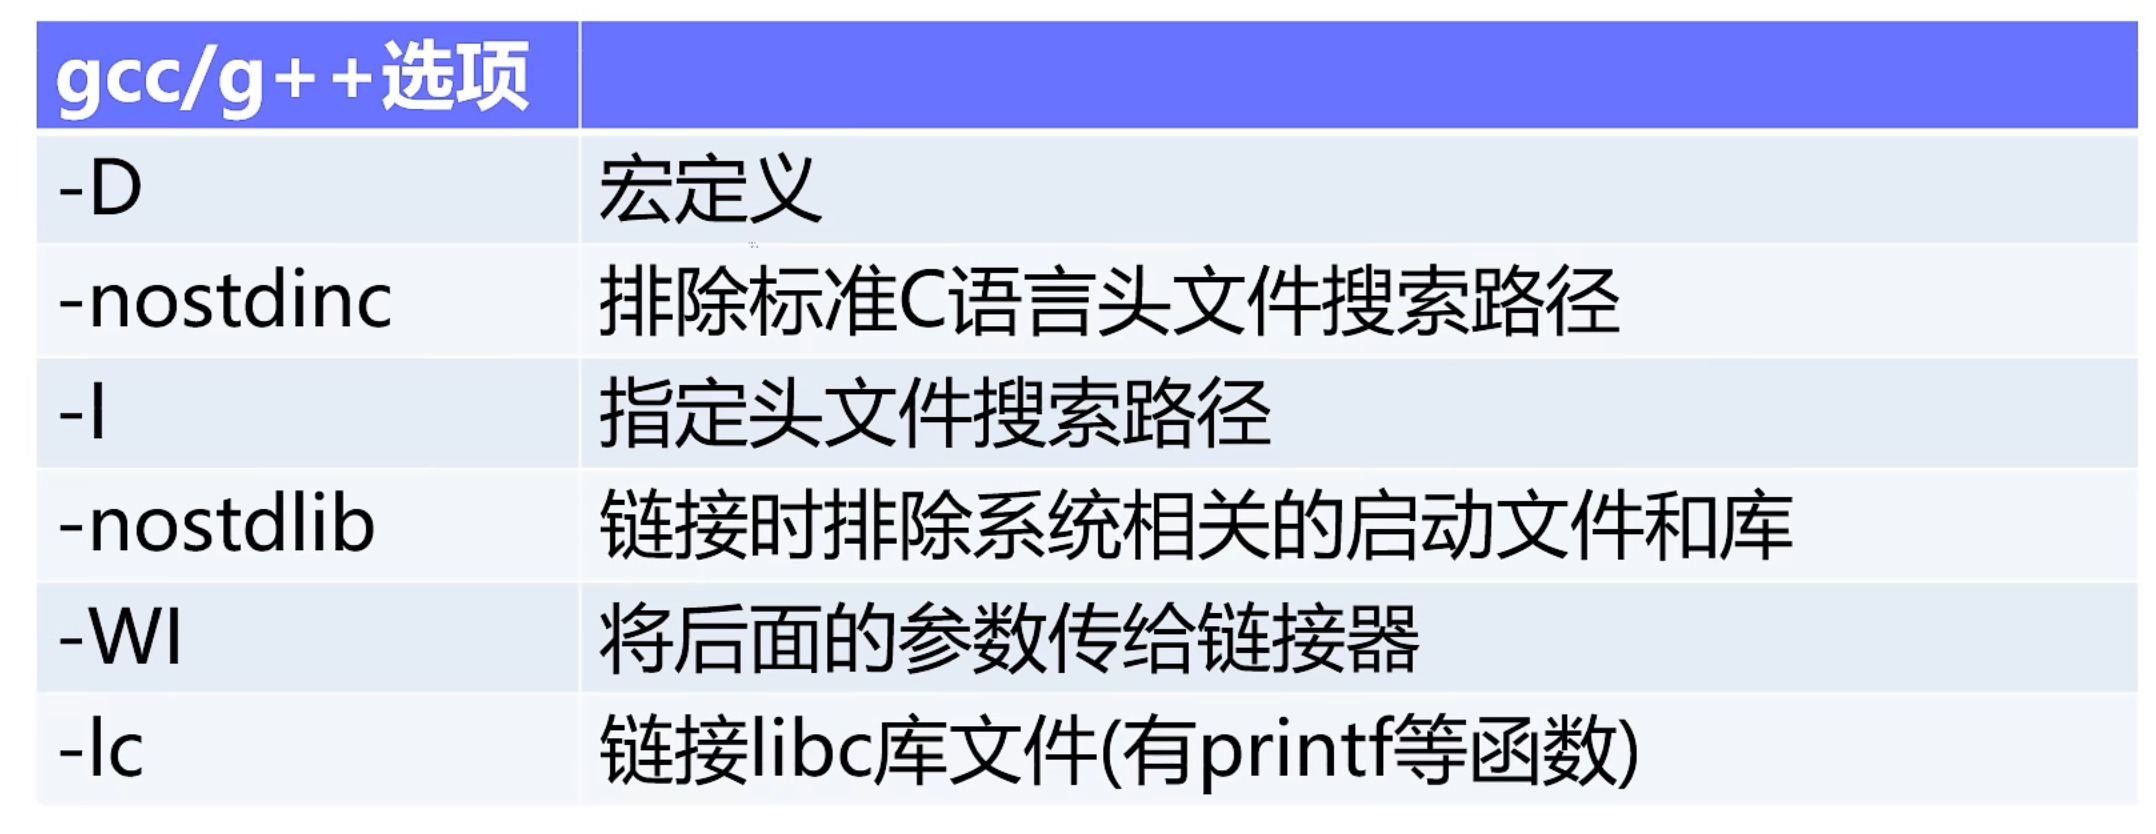 gcc/g++选项
-D 宏定义
-nostdinc 排除标准C语言头文件搜索路径
-I 指定头文件搜索路径
-nostdlib 链接时排除系统相关的启动文件和库
-Wl 将后面的参数传给链接器
-lc 链接libc库文件(有printf等函数)